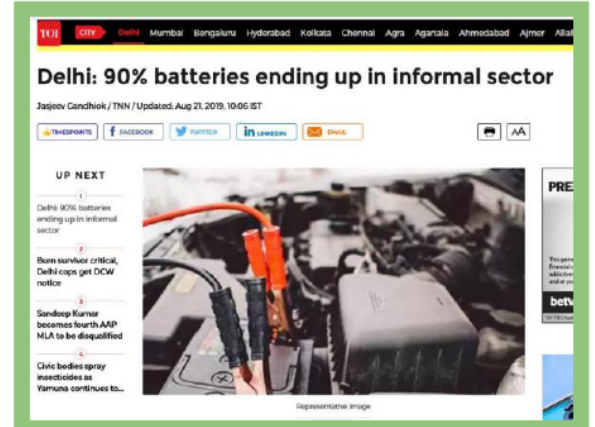 TOI CITY Delhi Mumbai Bengaluru Hyderabad Kolkata Chennai Agra Agartala Ahmedabad Ajmer
Delhi: 90% batteries ending up in informal sector
Jasjeev Gandhiok / TNN / Updated: Aug 21, 2019, 10:06 IST
TIMESPOINTS FACEBOOK TWITTER LINKEDIN EMAIL AA
UP NEXT
1
Delhi: 90% batteries
ending up in informal
sector
2
Burn survivor critical,
Delhi cops get DCW
notice
3
Sandeep Kumar
becomes fourth AAP
MLA to be disqualified
4
Civic bodies spray
insecticides as
Yamuna continues to...
Representative image
PRE
betw